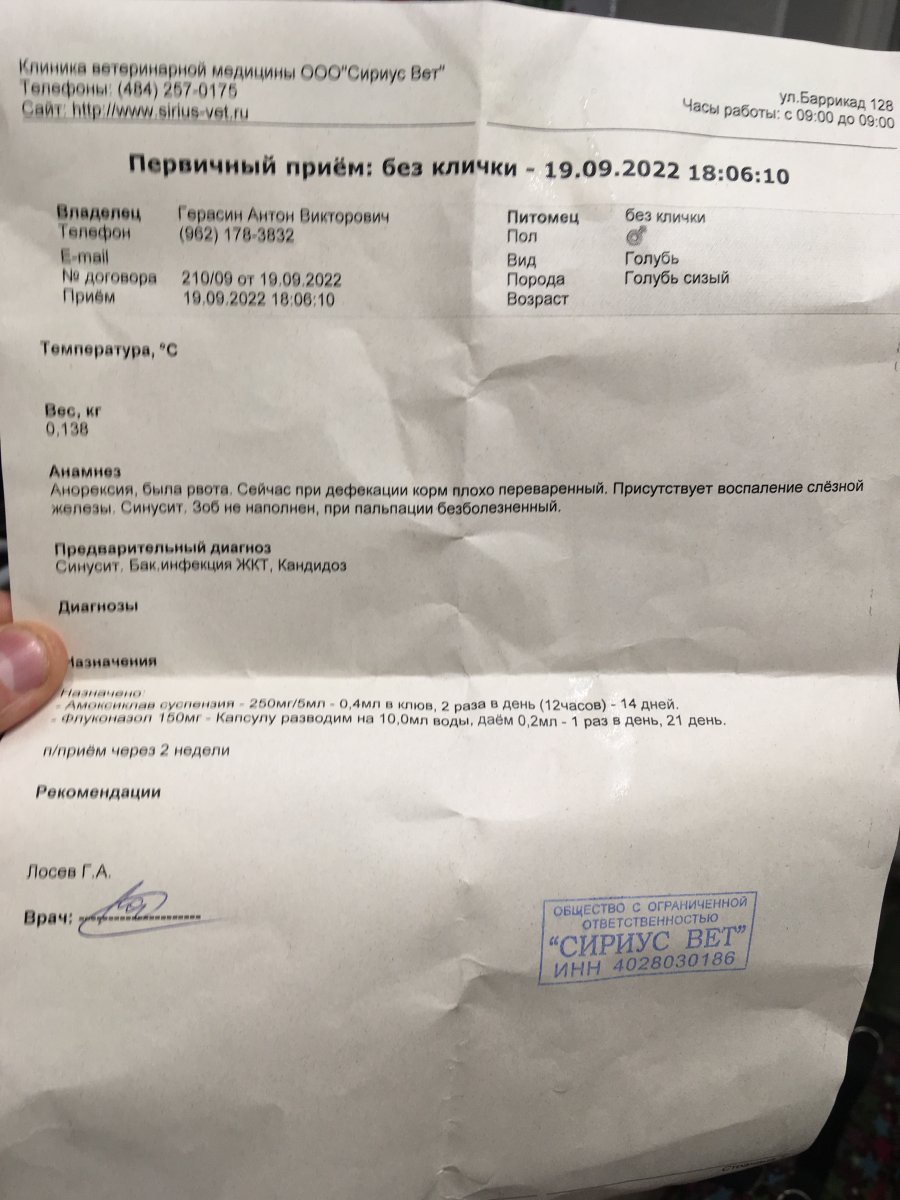 Клиника ветеринарной медицины ООО"Сириус Вет"
Телефоны: (484) 257-0175
Сайт: http://www.sirius-vet.ru
ул.Баррикад 128
Часы работы: с 09:00 до 09:00
Первичный приём: без клички - 19.09.2022 18:06:10
Владелец Герасин Антон Викторович
Телефон (962) 178-3832
E-mail
№ договора 210/09 от 19.09.2022
Приём 19.09.2022 18:06:10
Питомец без клички
Пол ♂
Вид Голубь
Порода Голубь сизый
Возраст
Температура, °C
Вес, кг
0,138
Анамнез
Анорексия, была рвота. Сейчас при дефекации корм плохо переваренный. Присутствует воспаление слёзной
железы. Синусит. Зоб не наполнен, при пальпации безболезненный.
Предварительный диагноз
Синусит. Бак.инфекция ЖКТ, Кандидоз
Диагнозы
Назначения
Назначено:
- Амоксиклав суспензия - 250мг/5мл - 0,4мл в клюв, 2 раза в день (12часов) - 14 дней.
- Флуконазол 150мг - Капсулу разводим на 10,0мл воды, даём 0,2мл - 1 раз в день, 21 день.
п/приём через 2 недели
Рекомендации
Лосев Г.А.
Врач:
ОБЩЕСТВО С ОГРАНИЧЕННОЙ
ОТВЕТСТВЕННОСТЬЮ
"СИРИУС ВЕТ"
ИНН 4028030186